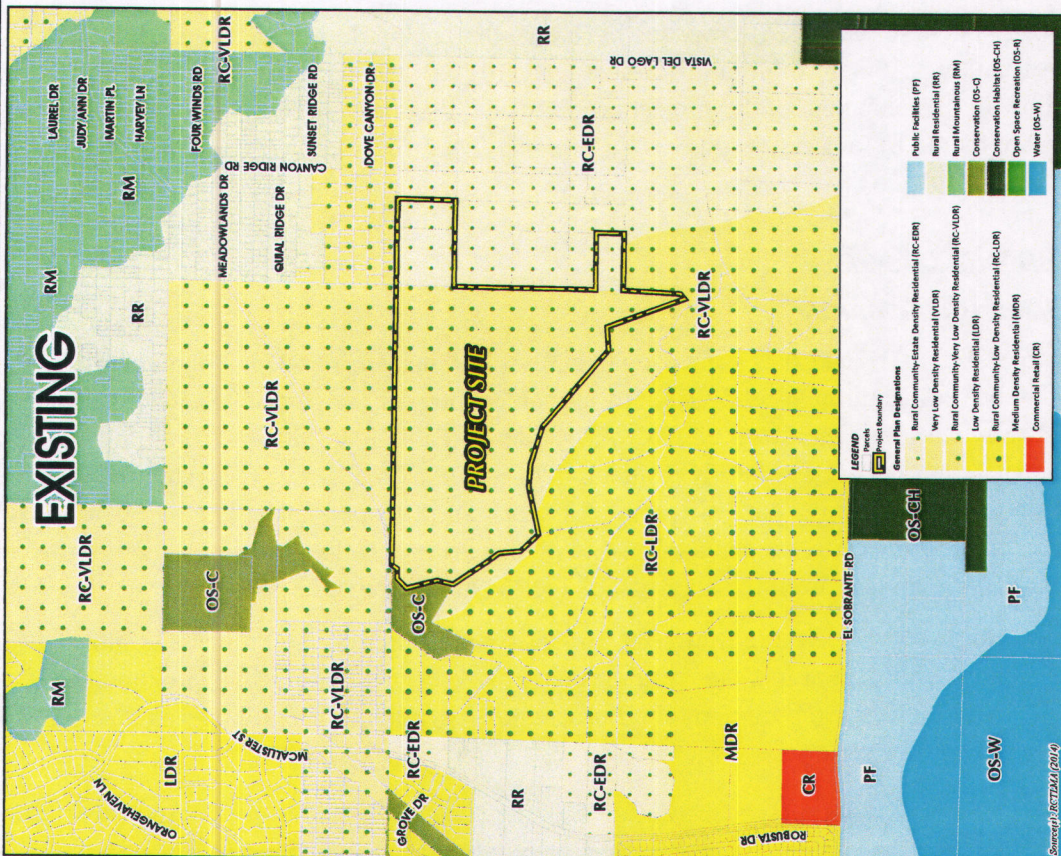 EXISTING
RM
RM
RM
RR
RC-VLDR
RC-VLDR
LAUREL DR
JUDY ANN DR
MARTIN PL
HARVEY LN
FOUR WINDS RD
MEADOWLANDS DR
CANYON RIDGE RD
QUIAL RIDGE DR
SUNSET RIDGE RD
DOVE CANYON DR
RR
VISTA DEL LAGO DR
LDR
ORANGEHAVEN LN
MCALLISTER ST
OS-C
RC-VLDR
RC-VLDR
RC-EDR
GROVE DR
OS-C
PROJECT SITE
RC-EDR
RR
RC-EDR
RC-LDR
RC-VLDR
MDR
CR
ROBUSTA DR
EL SOBRANTE RD
PF
OS-CH
PF
OS-W
LEGEND
Parcels
Project Boundary
General Plan Designations
Rural Community-Estate Density Residential (RC-EDR)
Very Low Density Residential (VLDR)
Rural Community-Very Low Density Residential (RC-VLDR)
Low Density Residential (LDR)
Rural Community-Low Density Residential (RC-LDR)
Medium Density Residential (MDR)
Commercial Retail (CR)
Public Facilities (PF)
Rural Residential (RR)
Rural Mountainous (RM)
Conservation (OS-C)
Conservation Habitat (OS-CH)
Open Space Recreation (OS-R)
Water (OS-W)
Source(s): RCTLMA (2014)